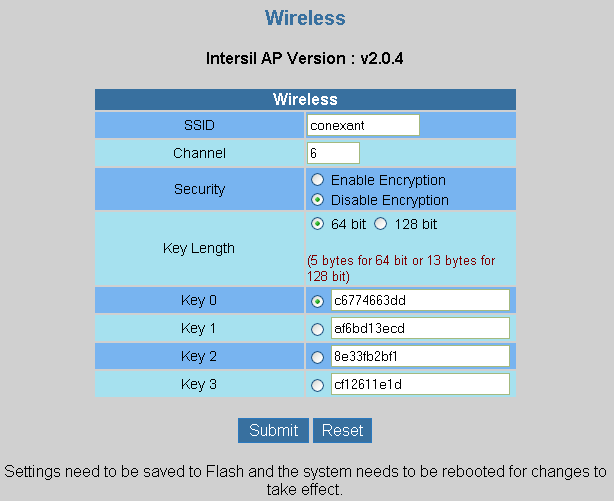 Wireless
Intersil AP Version : v2.0.4
Wireless
SSID conexant
Channel 6
Security Enable Encryption
Disable Encryption
Key Length 64 bit 128 bit
(5 bytes for 64 bit or 13 bytes for
128 bit)
Key 0 c6774663dd
Key 1 af6bd13ecd
Key 2 8e33fb2bf1
Key 3 cf12611e1d
Submit Reset
Settings need to be saved to Flash and the system needs to be rebooted for changes to
take effect.